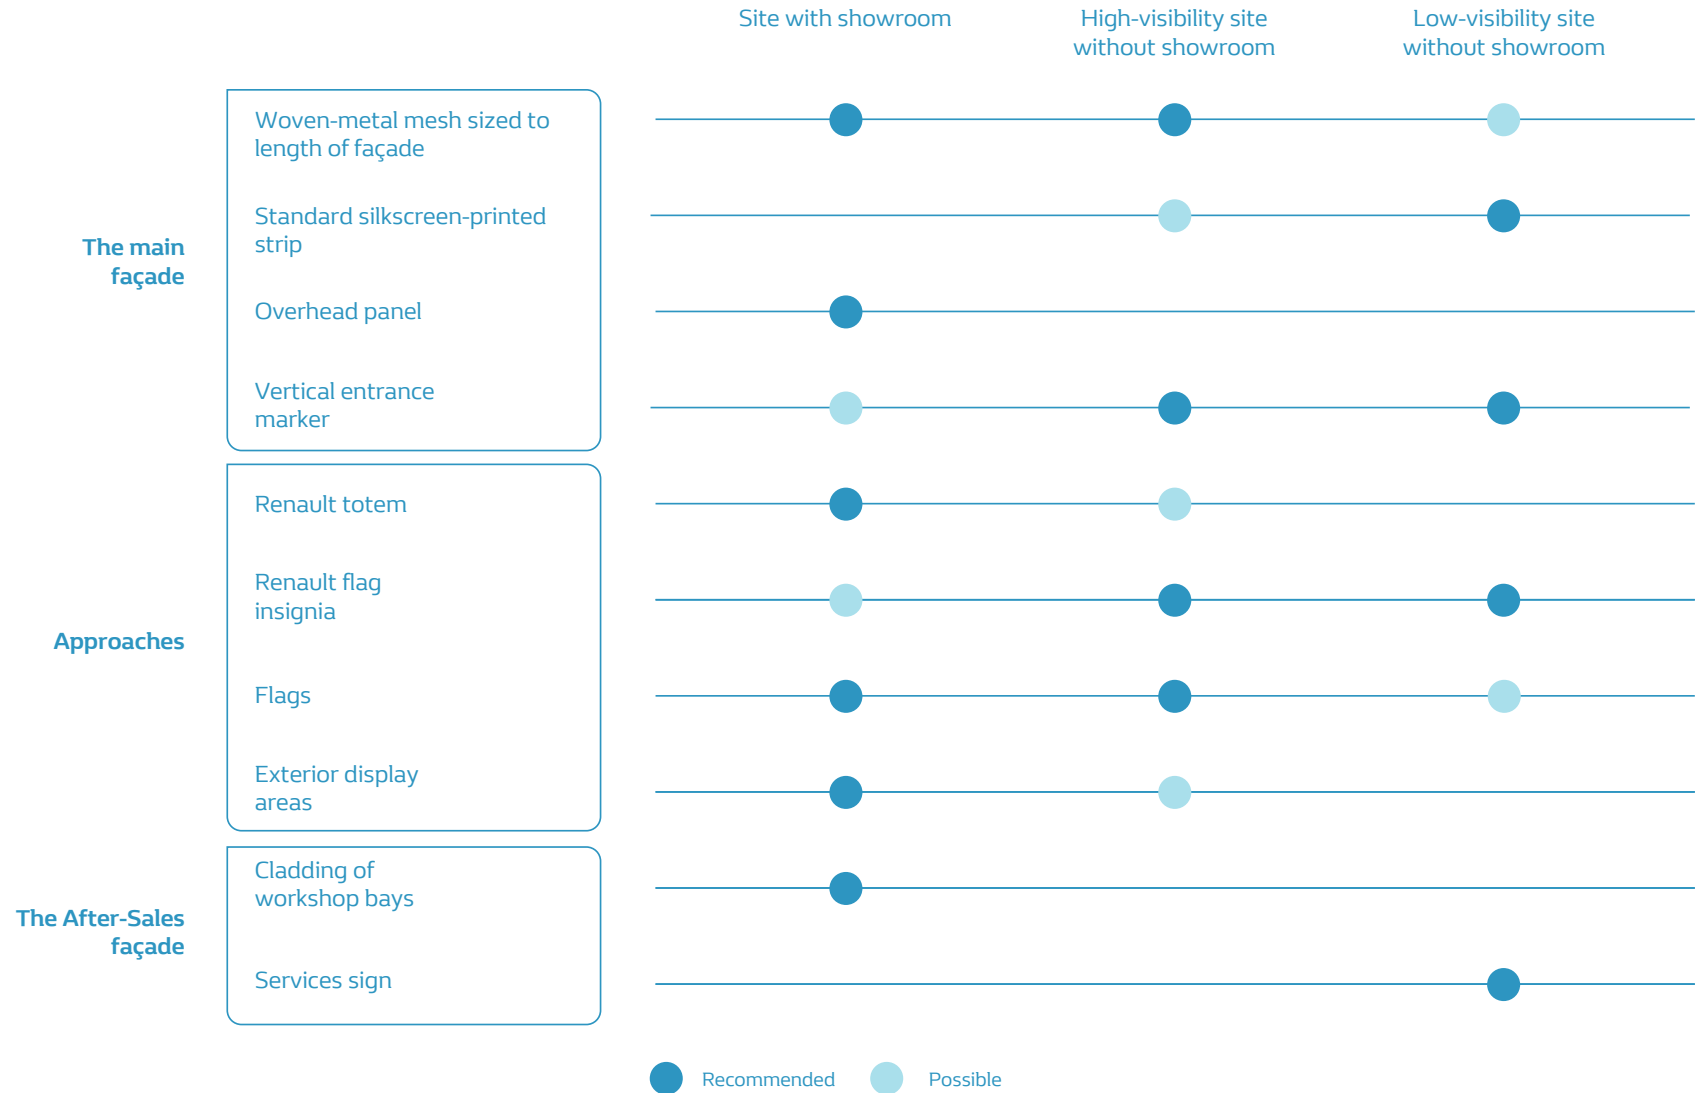 Site with showroom
High-visibility site
without showroom
Low-visibility site
without showroom
The main
façade
Woven-metal mesh sized to
length of façade
Standard silkscreen-printed
strip
Overhead panel
Vertical entrance
marker
Approaches
Renault totem
Renault flag
insignia
Flags
Exterior display
areas
The After-Sales
façade
Cladding of
workshop bays
Services sign
Recommended
Possible